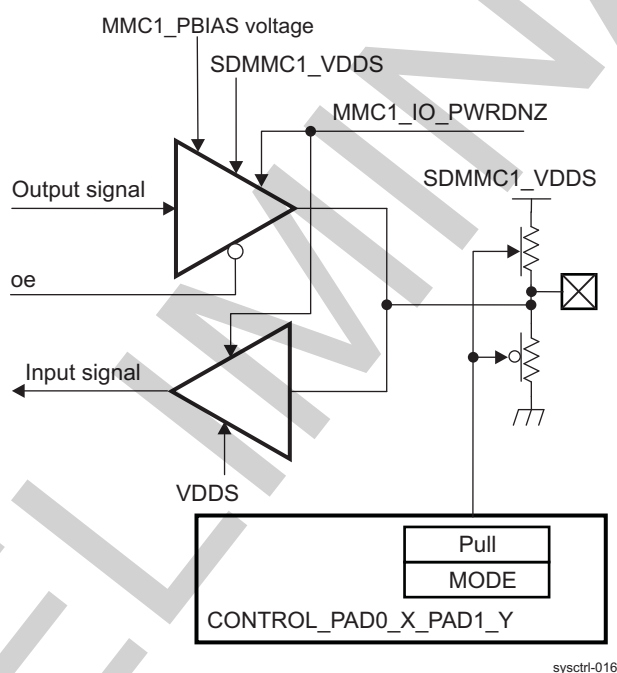 MMC1_PBIAS voltage
SDMMC1_VDDS
MMC1_IO_PWRDNZ
SDMMC1_VDDS
Output signal
oe
Input signal
VDDS
Pull
MODE
CONTROL_PAD0_X_PAD1_Y
sysctrl-016